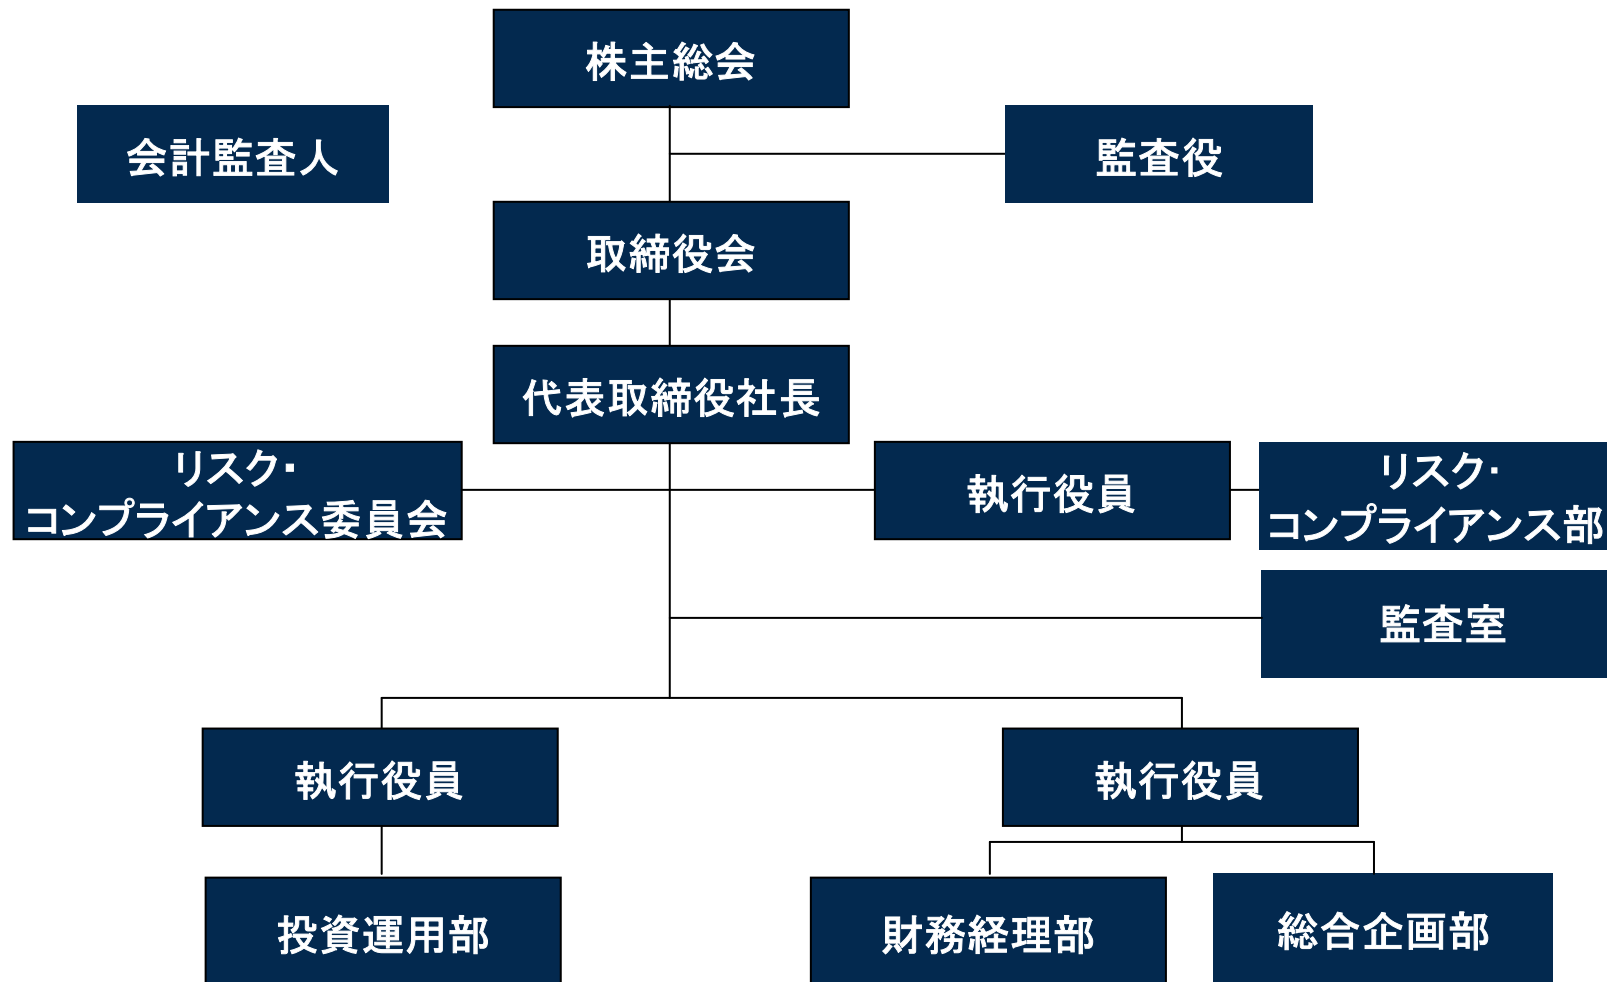 株主総会
会計監査人
監査役
取締役会
代表取締役社長
リスク・
コンプライアンス委員会
執行役員
リスク・
コンプライアンス部
監査室
執行役員
執行役員
投資運用部
財務経理部
総合企画部